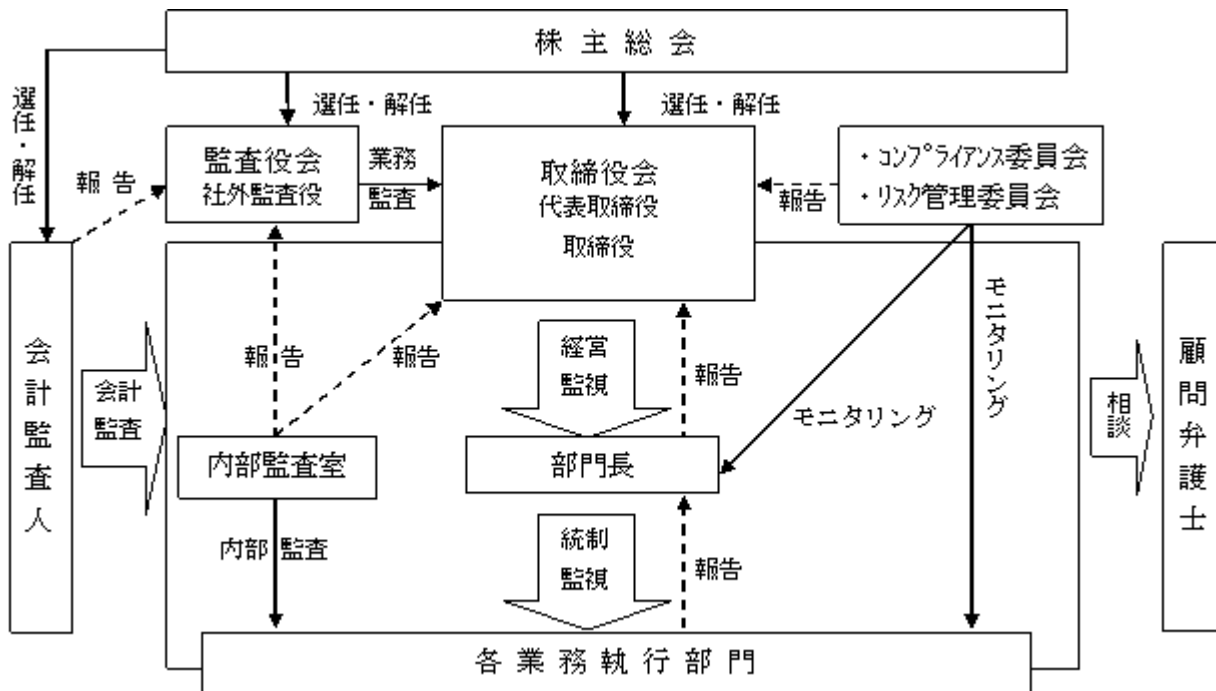 株主総会
選任・解任
選任・解任
選任・解任
監査役会
社外監査役
業務
監査
取締役会
代表取締役
取締役
・ｺﾝﾌﾟﾗｲｱﾝｽ委員会
・ﾘｽｸ管理委員会
報告
報告
会計監査人
会計
監査
報告
報告
経営
監視
報告
モニタリング
モニタリング
相談
顧問弁護士
内部監査室
部門長
内部監査
統制
監視
報告
各業務執行部門